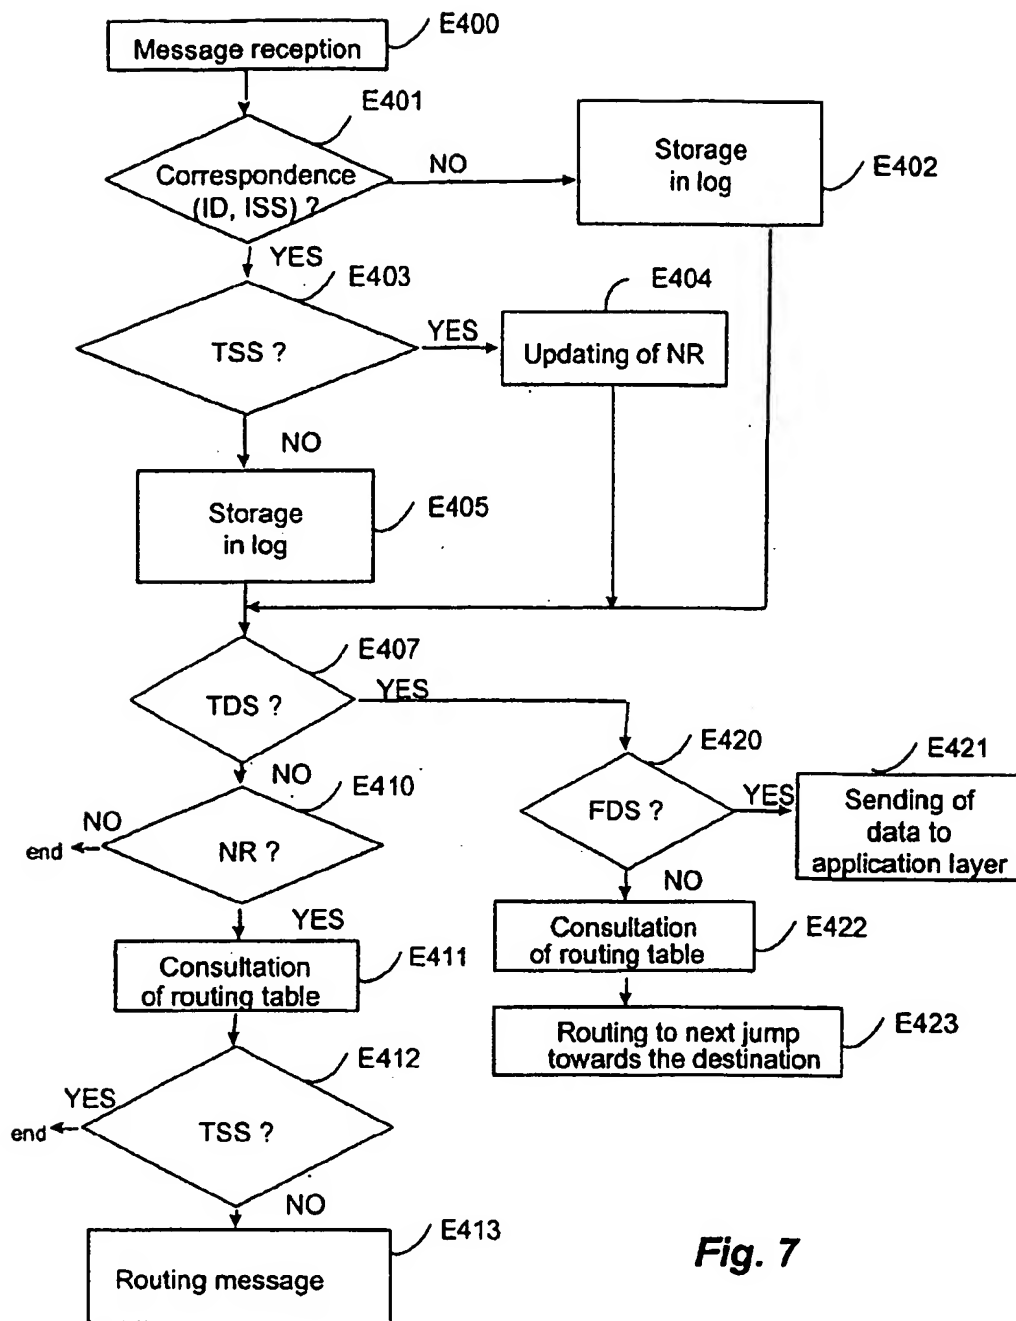 E400
Message reception
E401
Correspondence
(ID, ISS) ?
NO
Storage
in log
E402
YES
E403
TSS ?
YES
E404
Updating of NR
NO
Storage
in log
E405
E407
TDS ?
YES
NO
E410
NR ?
NO
end
YES
E420
FDS ?
YES
E421
Sending of
data to
application layer
NO
Consultation
of routing table
E422
Routing to next jump
towards the destination
E423
Consultation
of routing table
E411
E412
TSS ?
YES
end
NO
E413
Routing message
Fig. 7